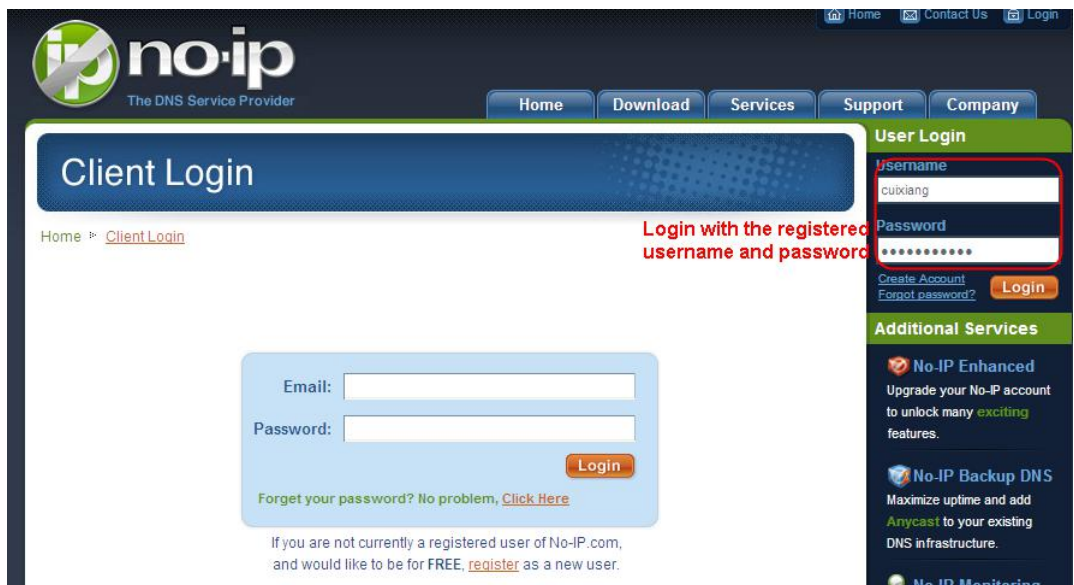 Home Contact Us Login
ip no-ip
The DNS Service Provider
Home Download Services Support Company
Client Login
Home Client Login
Login with the registered
username and password
User Login
Username
cuixiang
Password
•••••••••••
Create Account
Forgot password?
Login
Email:
Password:
Login
Forget your password? No problem, Click Here
If you are not currently a registered user of No-IP.com,
and would like to be for FREE, register as a new user.
Additional Services
No-IP Enhanced
Upgrade your No-IP account
to unlock many exciting
features.
No-IP Backup DNS
Maximize uptime and add
Anycast to your existing
DNS infrastructure.
No-IP Monitoring